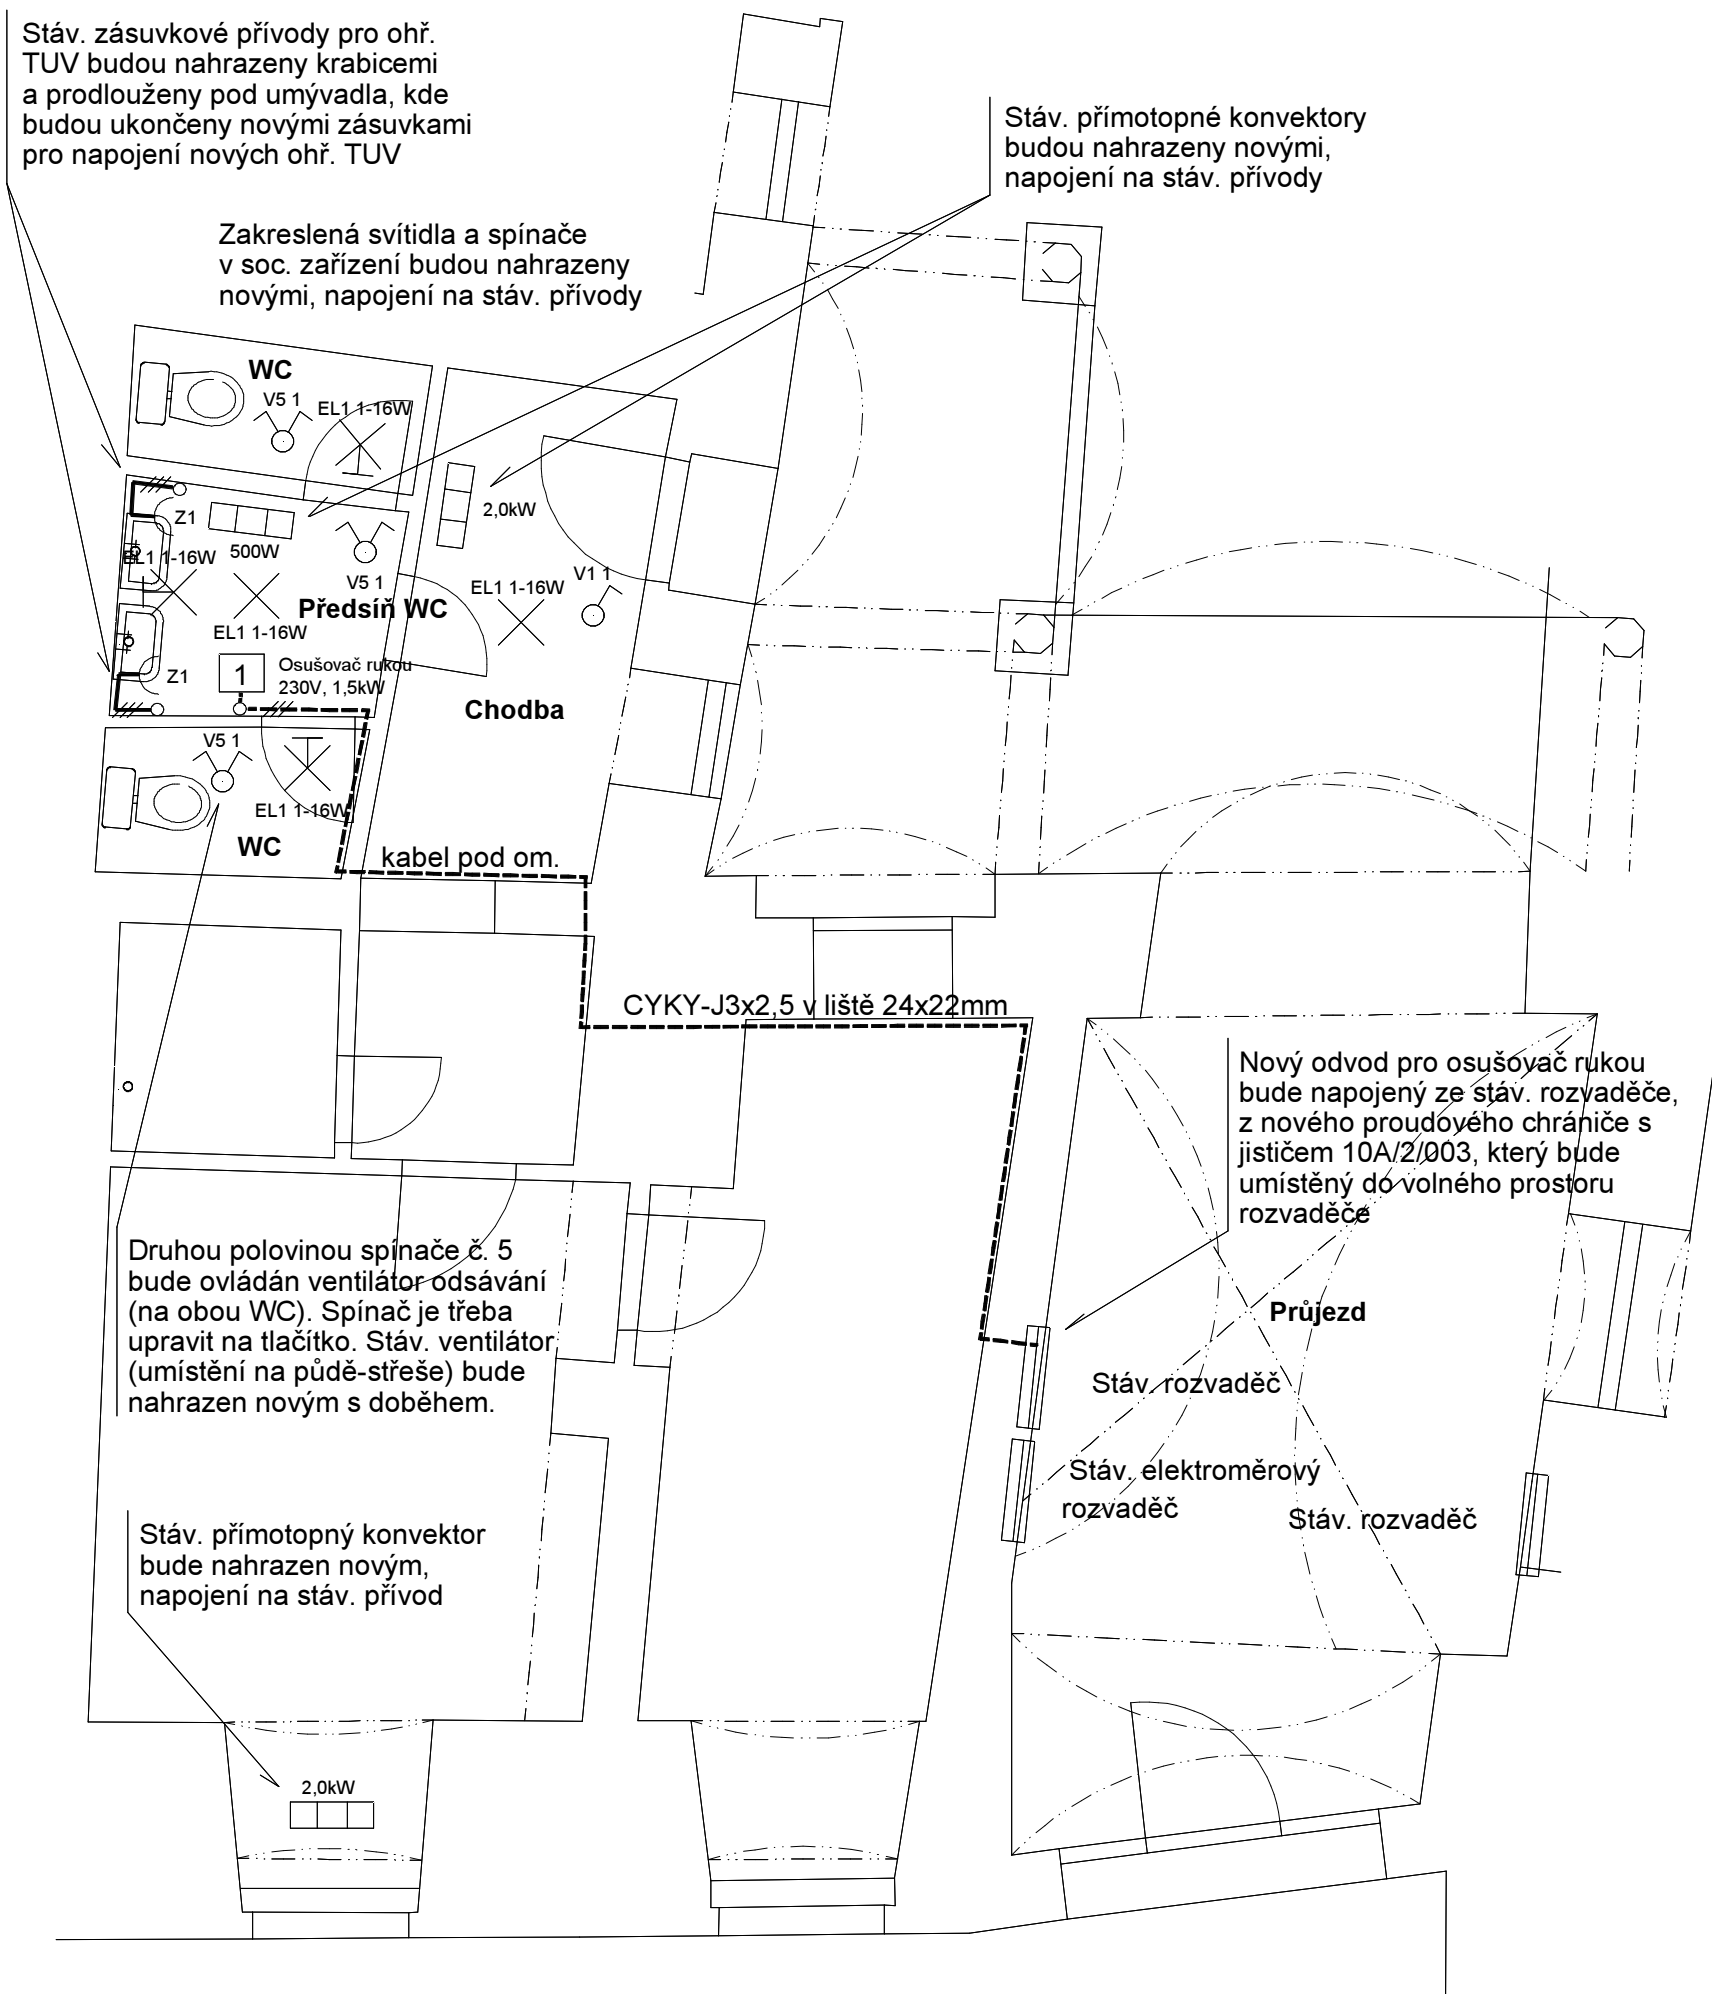 Stáv. zásuvkové přívody pro ohř.
TUV budou nahrazeny krabicemi
a prodlouženy pod umývadla, kde
budou ukončeny novými zásuvkami
pro napojení nových ohř. TUV
Stáv. přímotopné konvektory
budou nahrazeny novými,
napojení na stáv. přívody
Zakreslená svítidla a spínače
v soc. zařízení budou nahrazeny
novými, napojení na stáv. přívody
WC
V5 1
EL1 1-16W
2,0kW
Z1
500W
EL1 1-16W
V5 1
Předsíň WC
EL1 1-16W
EL1 1-16W
V1 1
Z1
1
Osušovač rukou
230V, 1,5kW
Chodba
V5 1
EL1 1-16W
WC
kabel pod om.
CYKY-J3x2,5 v liště 24x22mm
Nový odvod pro osušovač rukou
bude napojený ze stáv. rozvaděče,
z nového proudového chrániče s
jističem 10A/2/003, který bude
umístěný do volného prostoru
rozvaděče
Druhou polovinou spínače č. 5
bude ovládán ventilátor odsávání
(na obou WC). Spínač je třeba
upravit na tlačítko. Stáv. ventilátor
(umístění na půdě-střeše) bude
nahrazen novým s doběhem.
Průjezd
Stáv. rozvaděč
Stáv. elektroměrový
rozvaděč
Stáv. rozvaděč
Stáv. přímotopný konvektor
bude nahrazen novým,
napojení na stáv. přívod
2,0kW